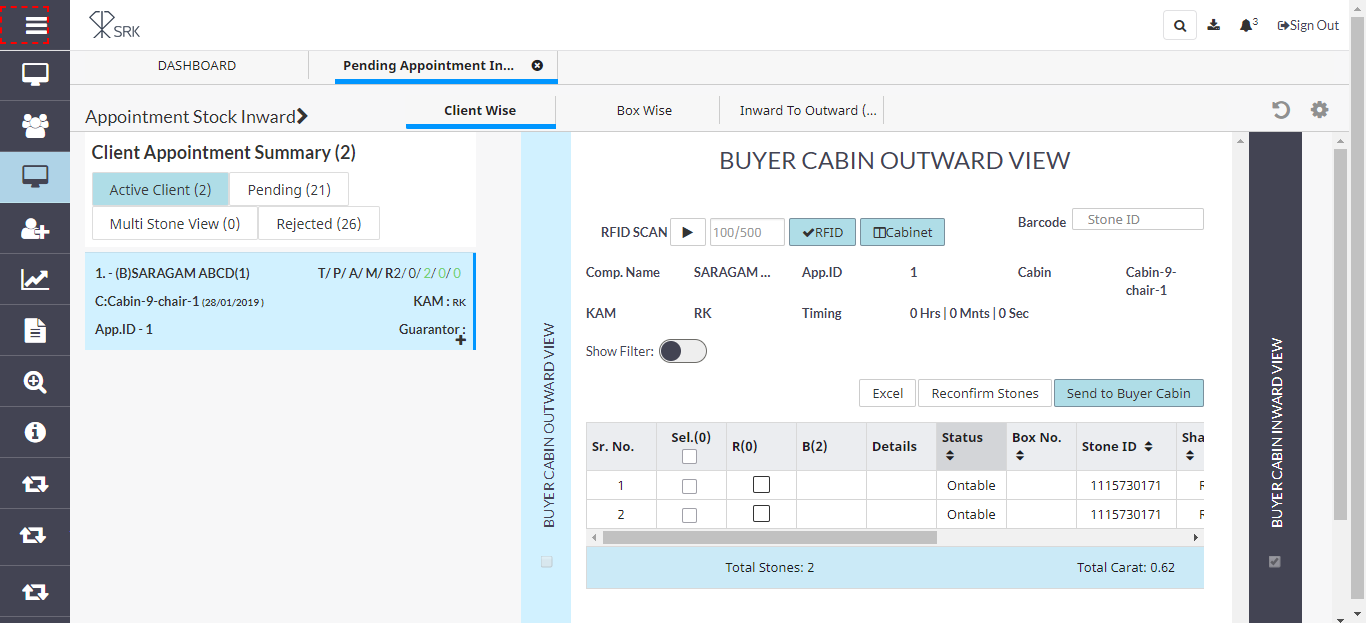 SRK
3
Sign Out
DASHBOARD
Pending Appointment In...
Appointment Stock Inward
Client Wise
Box Wise
Inward To Outward (...
Client Appointment Summary (2)
Active Client (2)
Pending (21)
Multi Stone View (0)
Rejected (26)
1. - (B)SARAGAM ABCD(1)
T/ P/ A/ M/ R2/ 0/ 2/ 0/ 0
C:Cabin-9-chair-1 (28/01/2019 )
KAM : RK
App.ID - 1
Guarantor :
BUYER CABIN OUTWARD VIEW
BUYER CABIN OUTWARD VIEW
RFID SCAN
100/500
RFID
Cabinet
Barcode
Stone ID
Comp. Name
SARAGAM ...
App.ID
1
Cabin
Cabin-9-
chair-1
KAM
RK
Timing
0 Hrs | 0 Mnts | 0 Sec
Show Filter:
Excel
Reconfirm Stones
Send to Buyer Cabin
Sr. No.
Sel.(0)
R(0)
B(2)
Details
Status
Box No.
Stone ID
Sha
1
Ontable
1115730171
R
2
Ontable
1115730171
R
Total Stones: 2
Total Carat: 0.62
BUYER CABIN INWARD VIEW